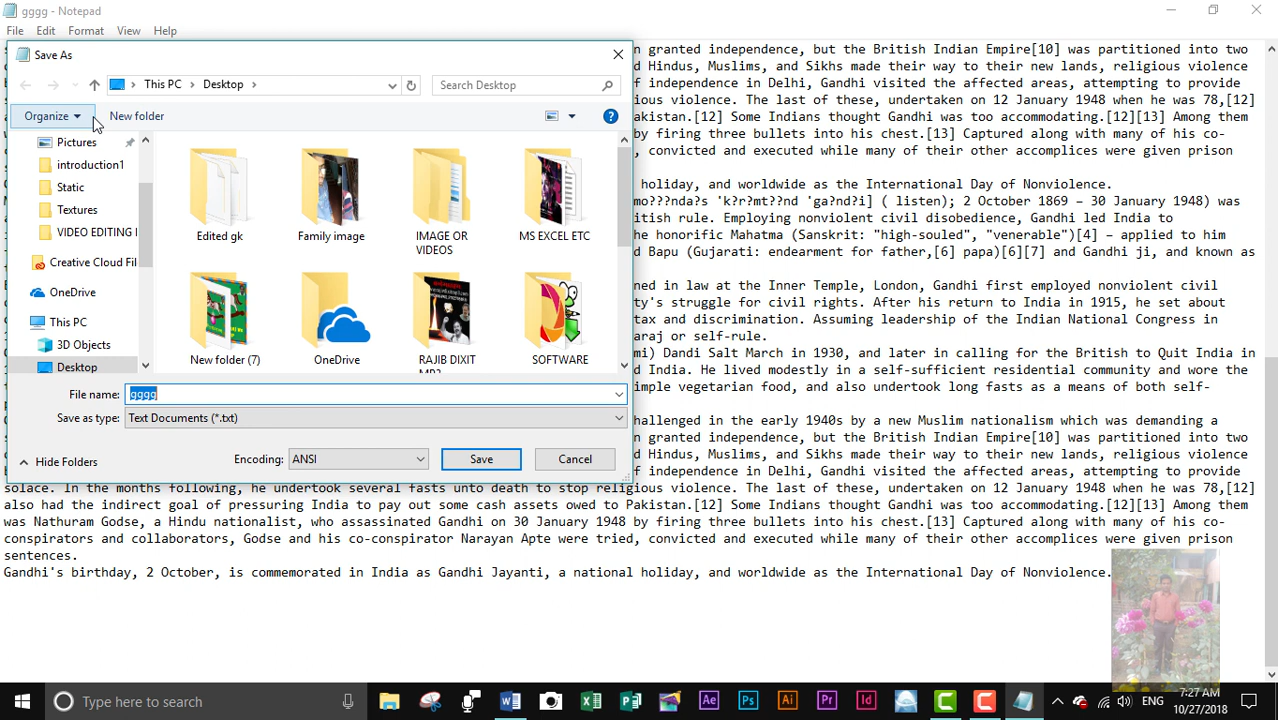 gggg - Notepad
File Edit Format View Help
Save As
This PC Desktop
Search Desktop
Organize New folder
Pictures
introduction1
Static
Textures
VIDEO EDITING
Creative Cloud Fil
OneDrive
This PC
3D Objects
Desktop
Edited gk
Family image
IMAGE OR VIDEOS
MS EXCEL ETC
New folder (7)
OneDrive
RAJIB DIXIT
SOFTWARE
File name: gggg
Save as type: Text Documents (*.txt)
Hide Folders Encoding: ANSI Save Cancel
n granted independence, but the British Indian Empire[10] was partitioned into two
d Hindus, Muslims, and Sikhs made their way to their new lands, religious violence
f independence in Delhi, Gandhi visited the affected areas, attempting to provide
ious violence. The last of these, undertaken on 12 January 1948 when he was 78,[12]
akistan.[12] Some Indians thought Gandhi was too accommodating.[12][13] Among them
by firing three bullets into his chest.[13] Captured along with many of his co-
, convicted and executed while many of their other accomplices were given prison
holiday, and worldwide as the International Day of Nonviolence.
mo???nda?s 'k?r?mt??nd 'ga?nd?i] ( listen); 2 October 1869 – 30 January 1948) was
itish rule. Employing nonviolent civil disobedience, Gandhi led India to
he honorific Mahatma (Sanskrit: "high-souled", "venerable")[4] – applied to him
Bapu (Gujarati: endearment for father,[6] papa)[6][7] and Gandhi ji, and known as
ned in law at the Inner Temple, London, Gandhi first employed nonviolent civil
ty's struggle for civil rights. After his return to India in 1915, he set about
tax and discrimination. Assuming leadership of the Indian National Congress in
araj or self-rule.
mi) Dandi Salt March in 1930, and later in calling for the British to Quit India in
d India. He lived modestly in a self-sufficient residential community and wore the
imple vegetarian food, and also undertook long fasts as a means of both self-
hallenged in the early 1940s by a new Muslim nationalism which was demanding a
n granted independence, but the British Indian Empire[10] was partitioned into two
d Hindus, Muslims, and Sikhs made their way to their new lands, religious violence
f independence in Delhi, Gandhi visited the affected areas, attempting to provide
solace. In the months following, he undertook several fasts unto death to stop religious violence. The last of these, undertaken on 12 January 1948 when he was 78,[12]
also had the indirect goal of pressuring India to pay out some cash assets owed to Pakistan.[12] Some Indians thought Gandhi was too accommodating.[12][13] Among them
was Nathuram Godse, a Hindu nationalist, who assassinated Gandhi on 30 January 1948 by firing three bullets into his chest.[13] Captured along with many of his co-
conspirators and collaborators, Godse and his co-conspirator Narayan Apte were tried, convicted and executed while many of their other accomplices were given prison
sentences.
Gandhi's birthday, 2 October, is commemorated in India as Gandhi Jayanti, a national holiday, and worldwide as the International Day of Nonviolence.
Type here to search
Ae Ps Ai Pr Id
ENG
7:27 AM
10/27/2018